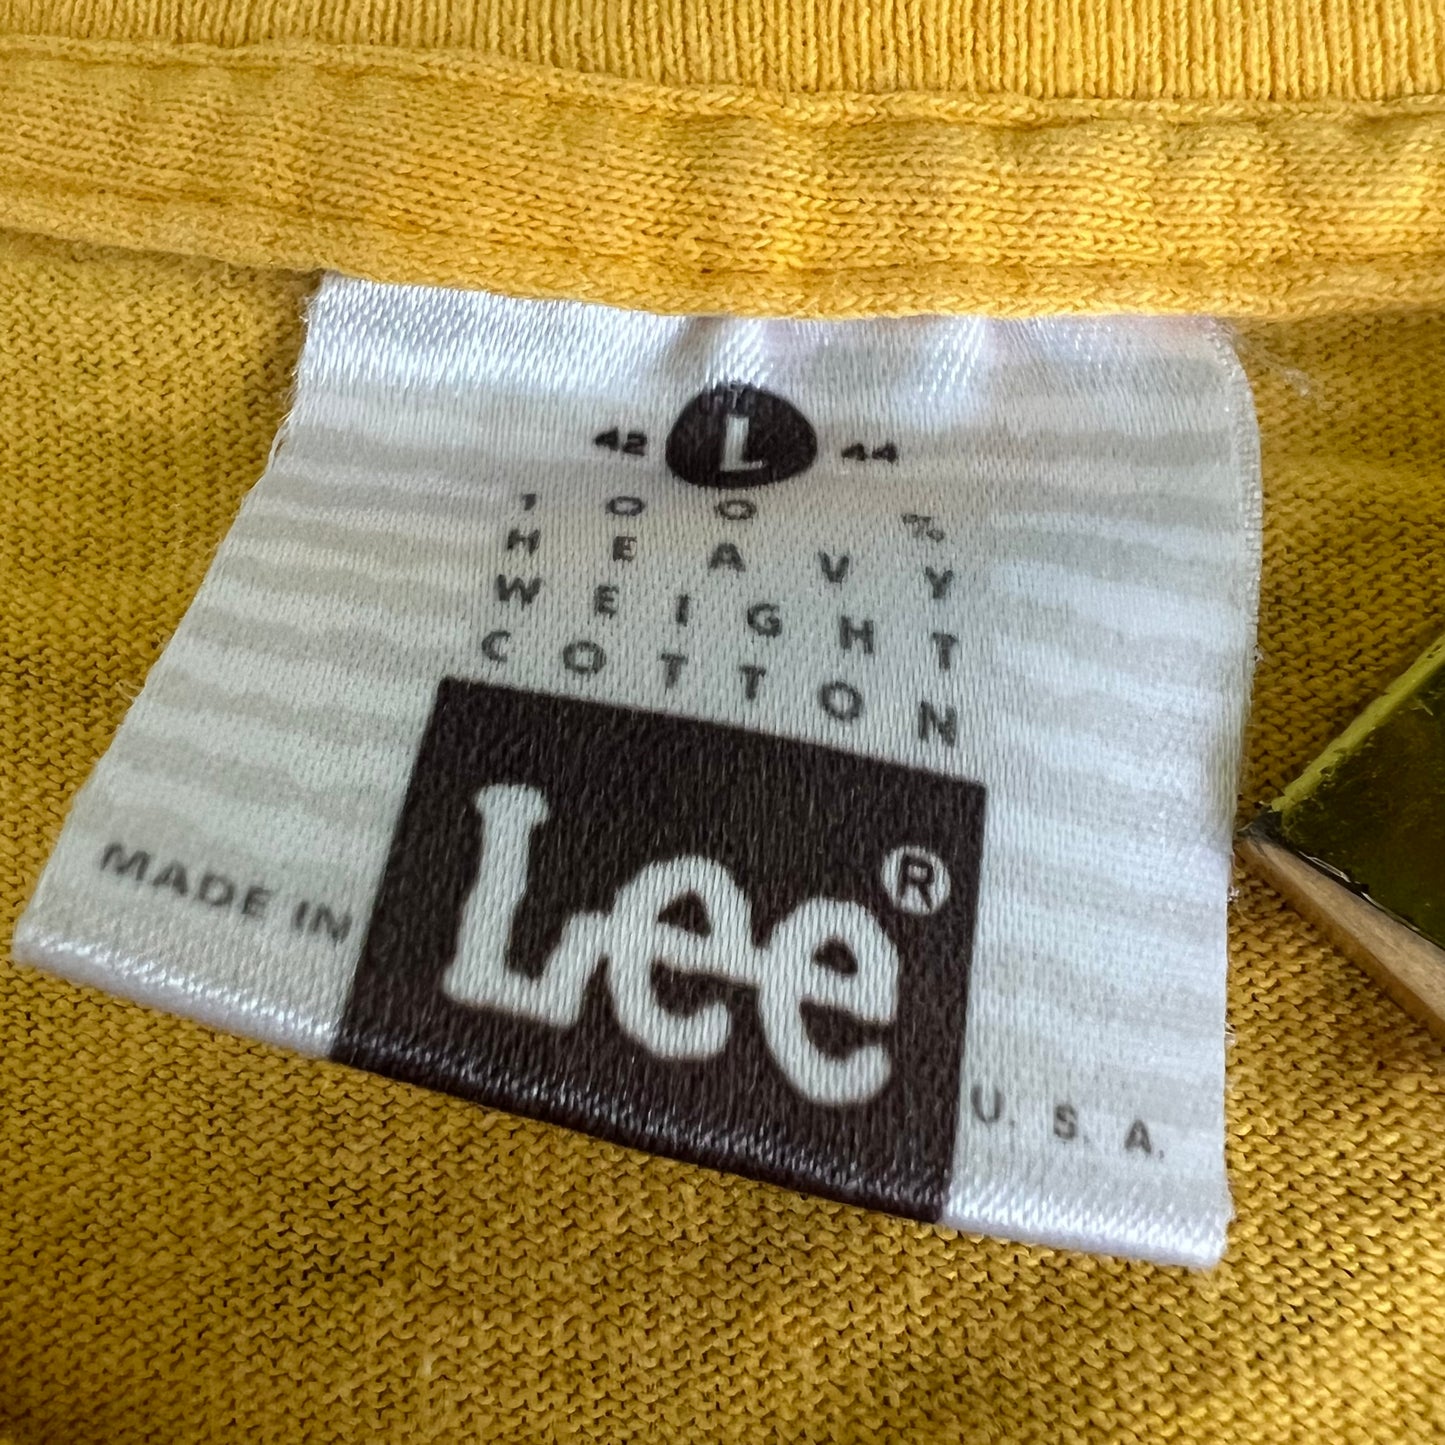 42 L 44
100%
HEAVY
WEIGHT
COTTON
Lee®
MADE IN U.S.A.